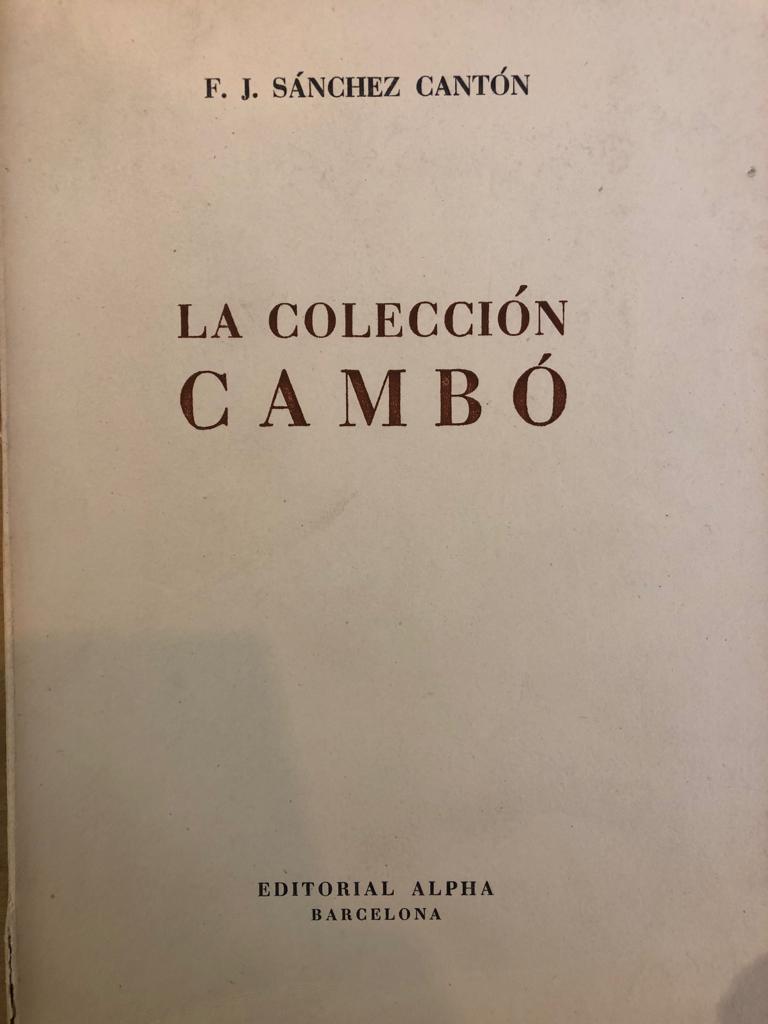 F. J. SÁNCHEZ CANTÓN
LA COLECCIÓN
CAMBÓ
EDITORIAL ALPHA
BARCELONA